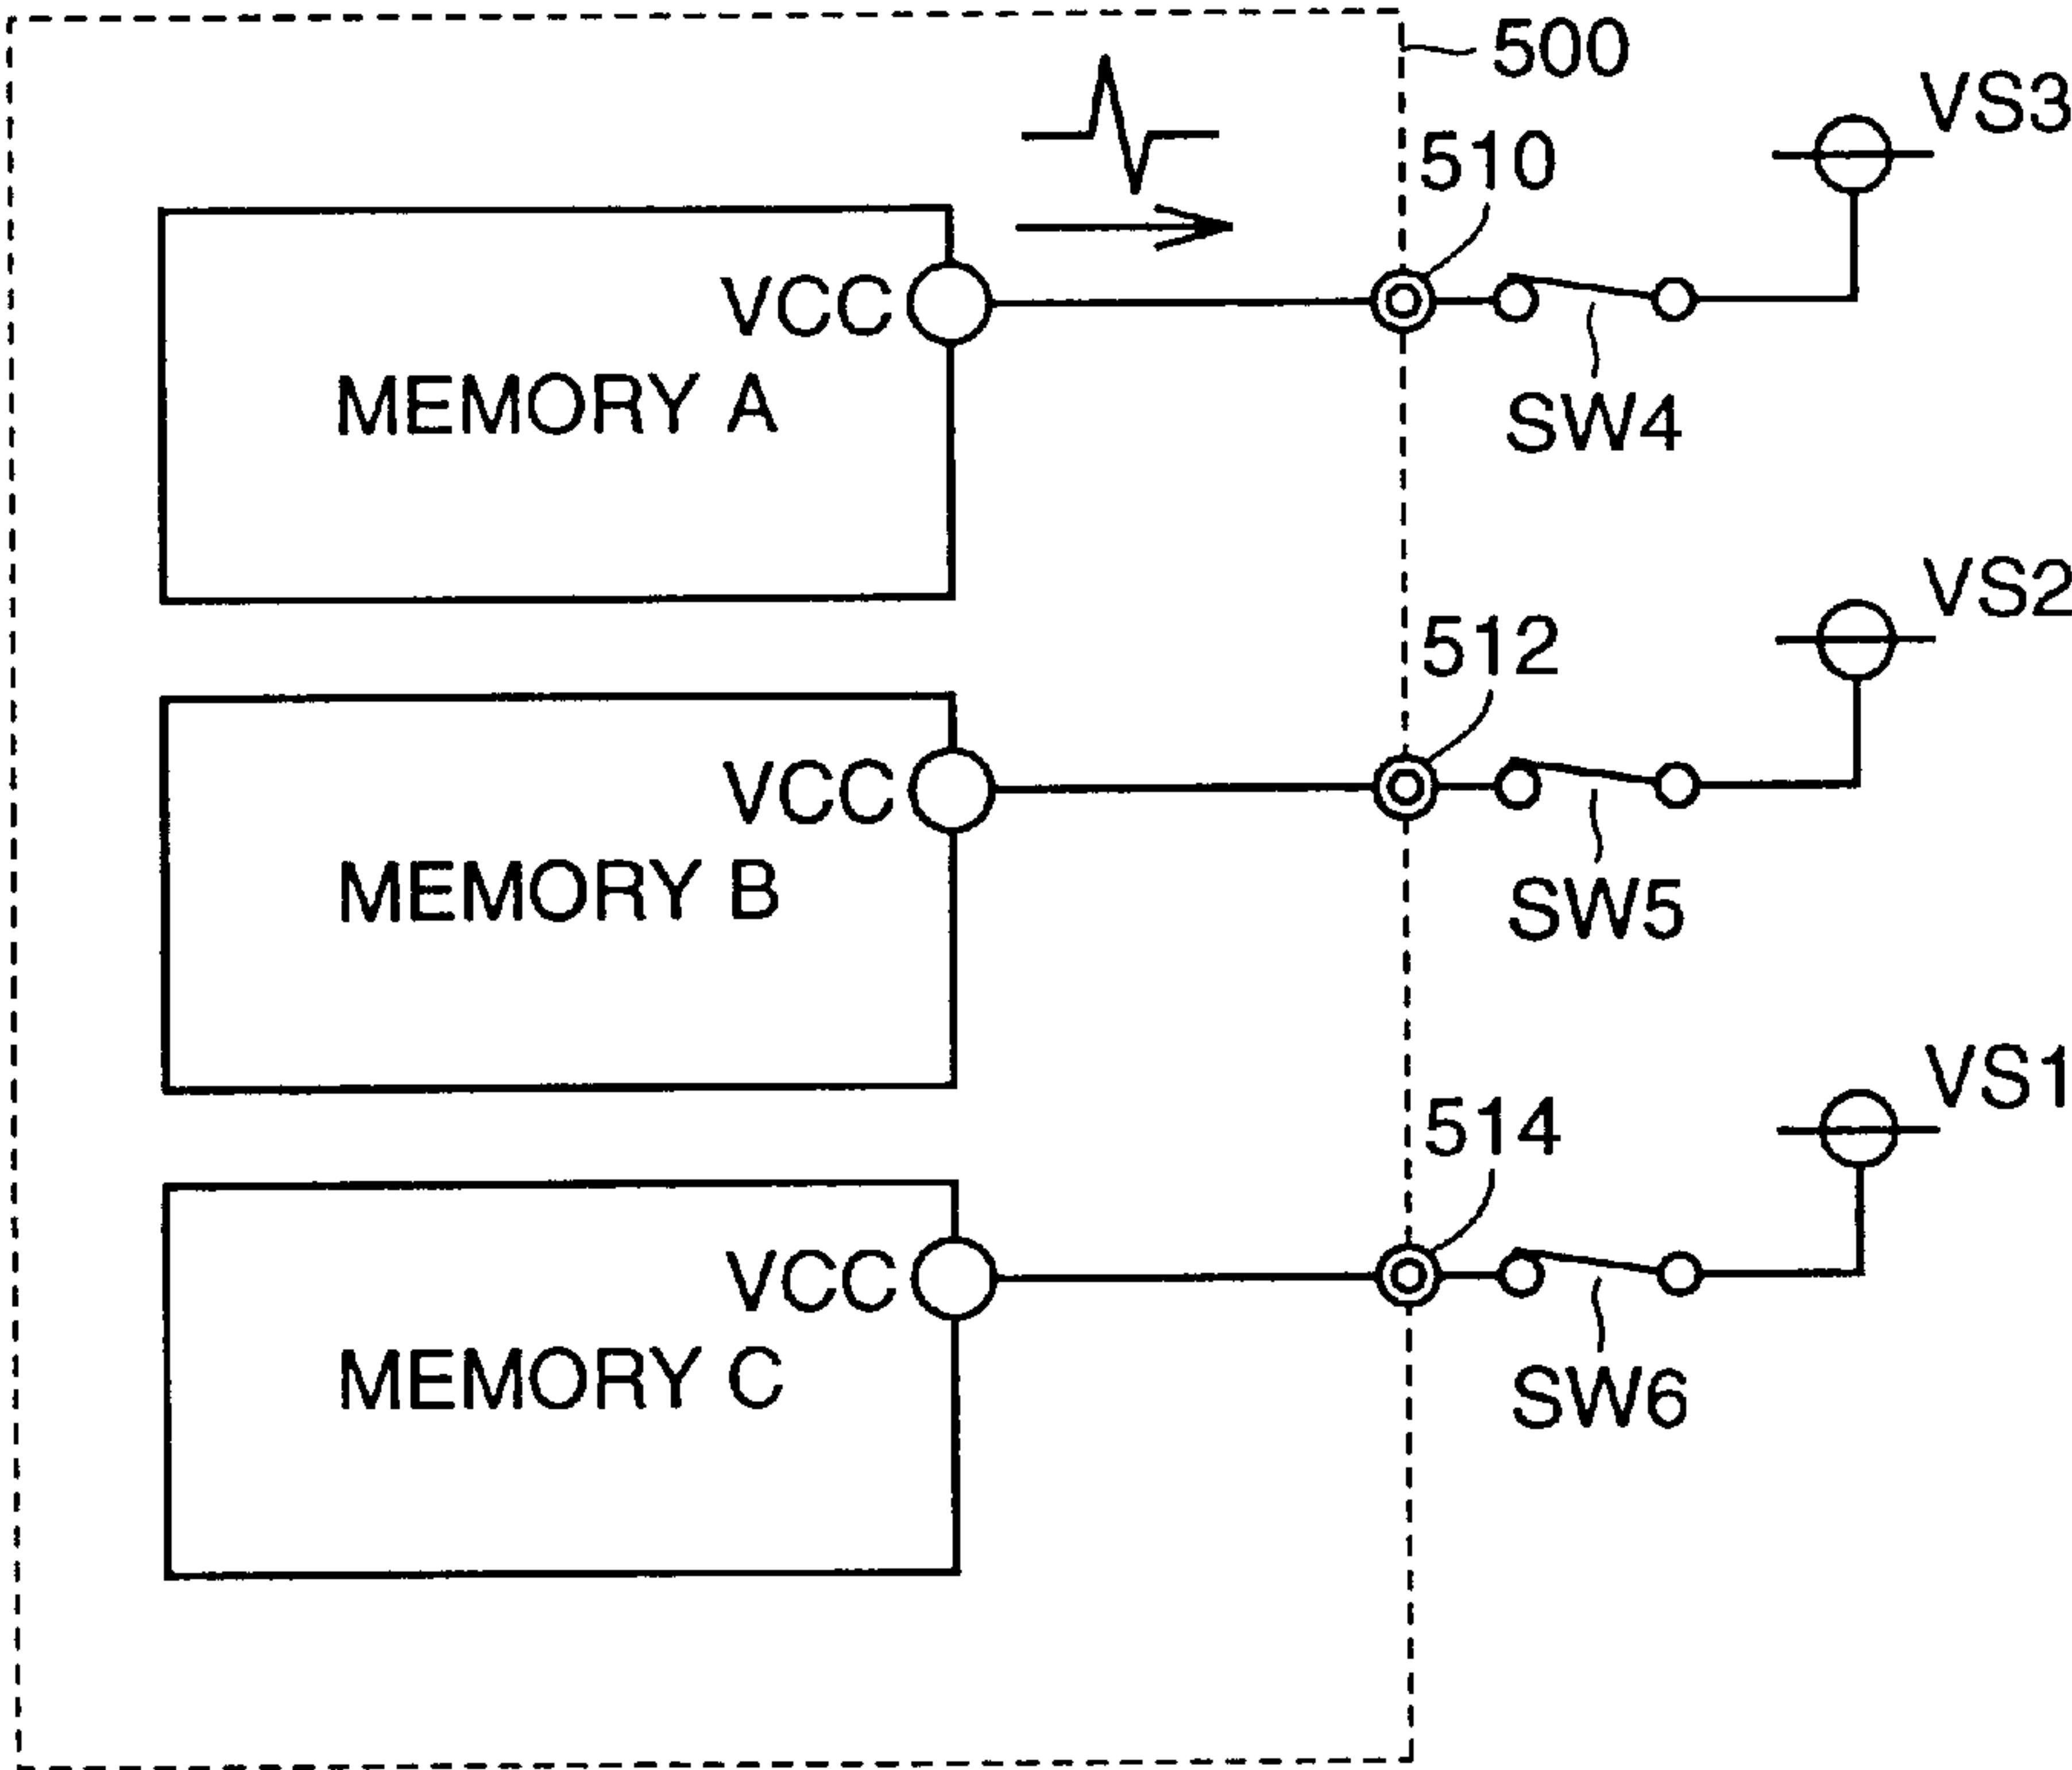 500
VS3
510
VCC
MEMORY A
SW4
VS2
512
VCC
MEMORY B
SW5
VS1
514
VCC
MEMORY C
SW6